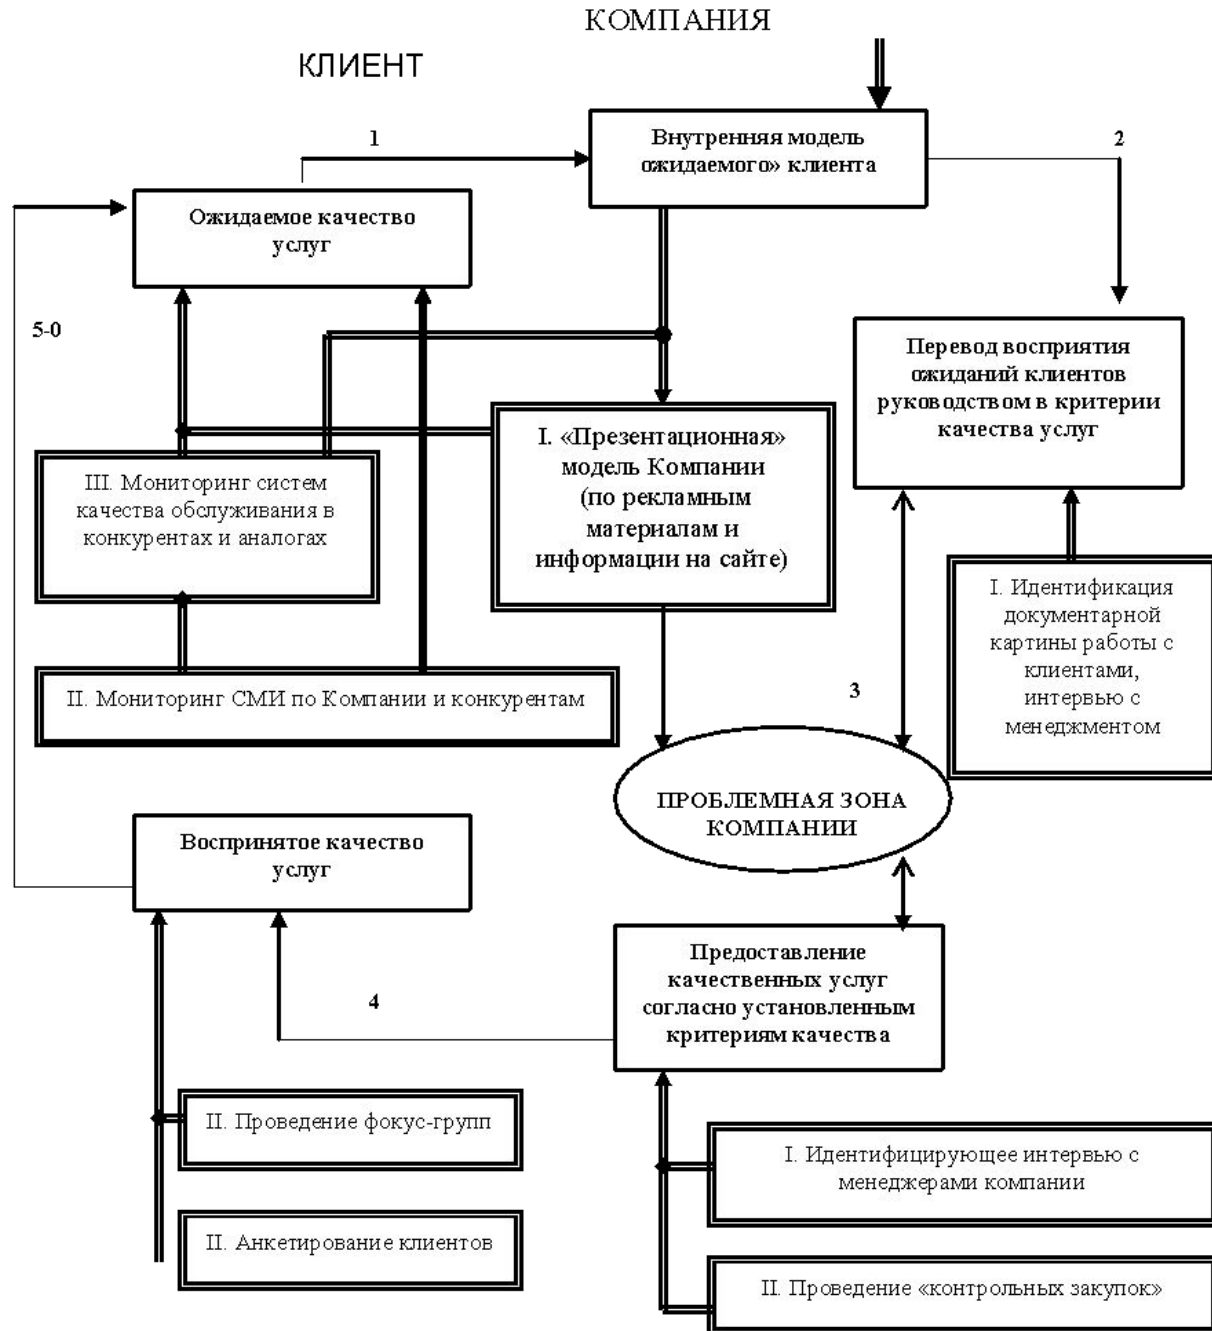 КОМПАНИЯ
КЛИЕНТ
1
Внутренняя модель
ожидаемого» клиента
2
Ожидаемое качество
услуг
5-0
Перевод восприятия
ожиданий клиентов
руководством в критерии
качества услуг
I. «Презентационная»
модель Компании
(по рекламным
материалам и
информации на сайте)
III. Мониторинг систем
качества обслуживания в
конкурентах и аналогах
I. Идентификация
документарной
картины работы с
клиентами,
интервью с
менеджментом
II. Мониторинг СМИ по Компании и конкурентам
3
ПРОБЛЕМНАЯ ЗОНА
КОМПАНИИ
Воспринятое качество
услуг
Предоставление
качественных услуг
согласно установленным
критериям качества
4
II. Проведение фокус-групп
I. Идентифицирующее интервью с
менеджерами компании
II. Анкетирование клиентов
II. Проведение «контрольных закупок»